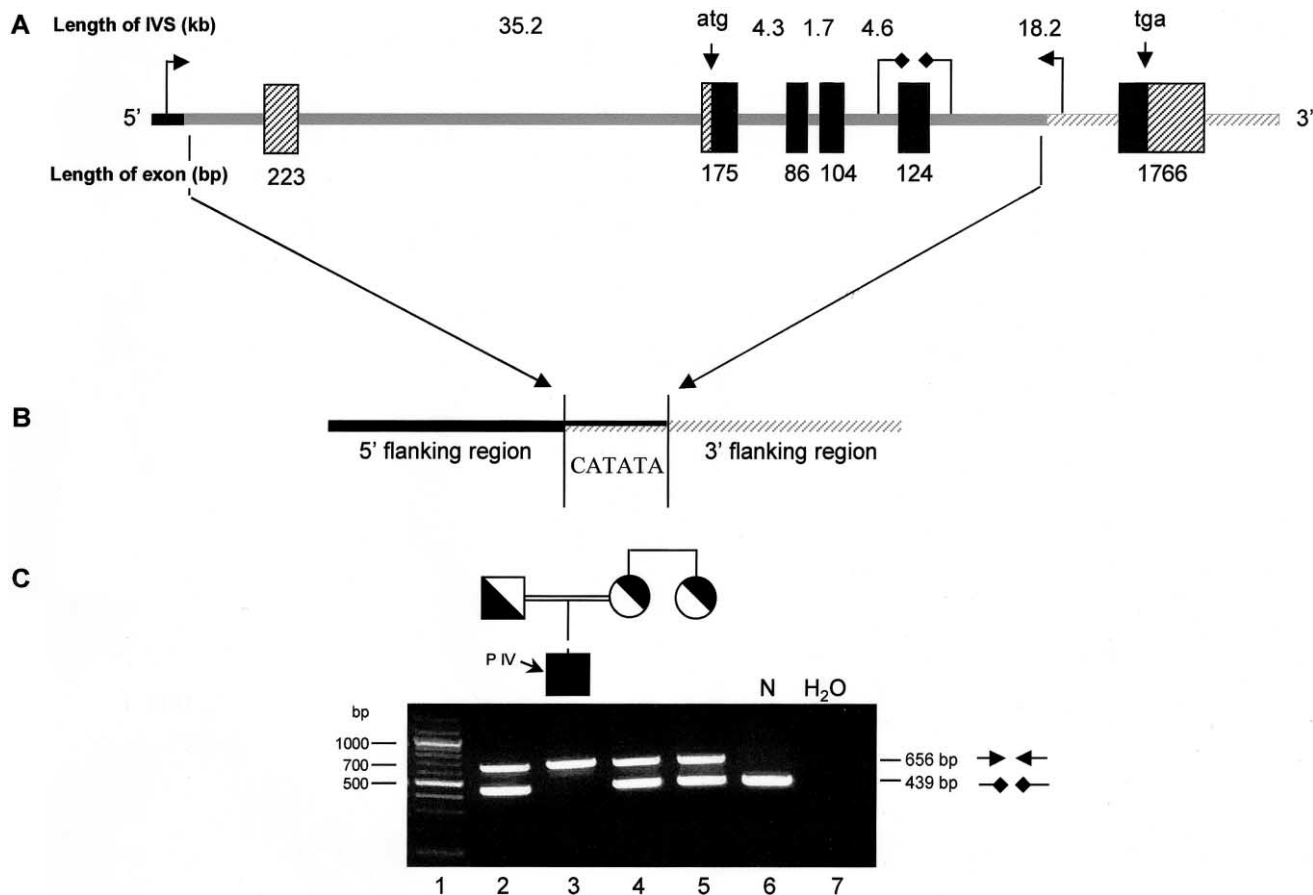 A
Length of IVS (kb) 35.2 4.3 1.7 4.6 18.2
atg tga
5’ 3’
Length of exon (bp) 223 175 86 104 124 1766
B
5’ flanking region 3’ flanking region
CATATA
C
P IV
N H₂O
bp
1000
700 656 bp
500 439 bp
1 2 3 4 5 6 7